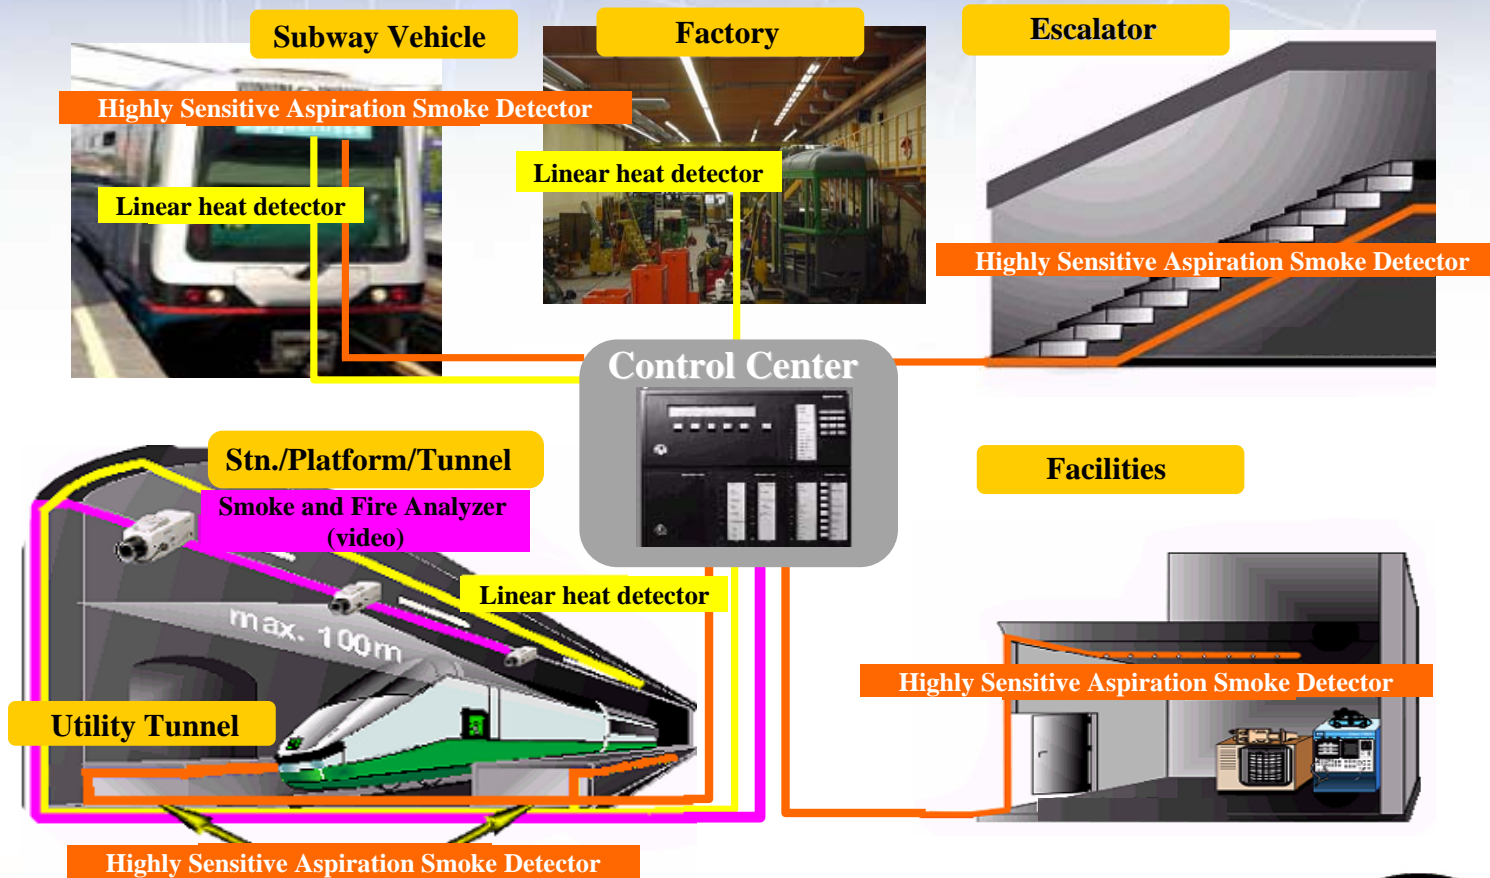 Subway Vehicle
Factory
Escalator
Highly Sensitive Aspiration Smoke Detector
Linear heat detector
Linear heat detector
Highly Sensitive Aspiration Smoke Detector
Control Center
Stn./Platform/Tunnel
Smoke and Fire Analyzer
(video)
Facilities
Linear heat detector
max. 100m
Highly Sensitive Aspiration Smoke Detector
Utility Tunnel
Highly Sensitive Aspiration Smoke Detector